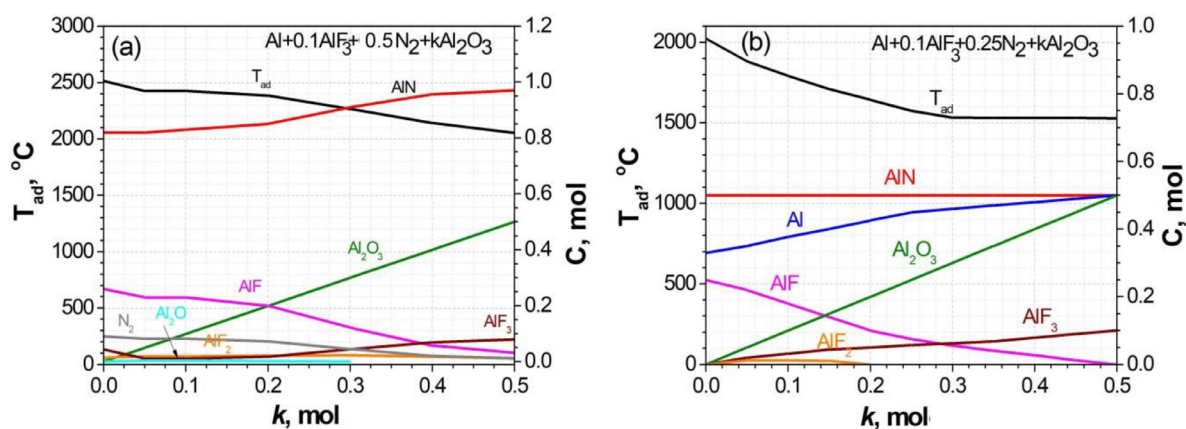 (a)
Al+0.1AlF3+ 0.5N2+kAl2O3
Tad
AlN
Al2O3
AlF
N2
Al2O
AlF2
AlF3
3000
2500
2000
1500
1000
500
0
1.2
1.0
0.8
0.6
0.4
0.2
0.0
Tad, °C
C, mol
0.0 0.1 0.2 0.3 0.4 0.5
k, mol
(b)
Al+0.1AlF3+0.25N2+kAl2O3
Tad
AlN
Al
Al2O3
AlF
AlF3
AlF2
2000
1500
1000
500
0
1.0
0.8
0.6
0.4
0.2
0.0
Tad, °C
C, mol
0.0 0.1 0.2 0.3 0.4 0.5
k, mol